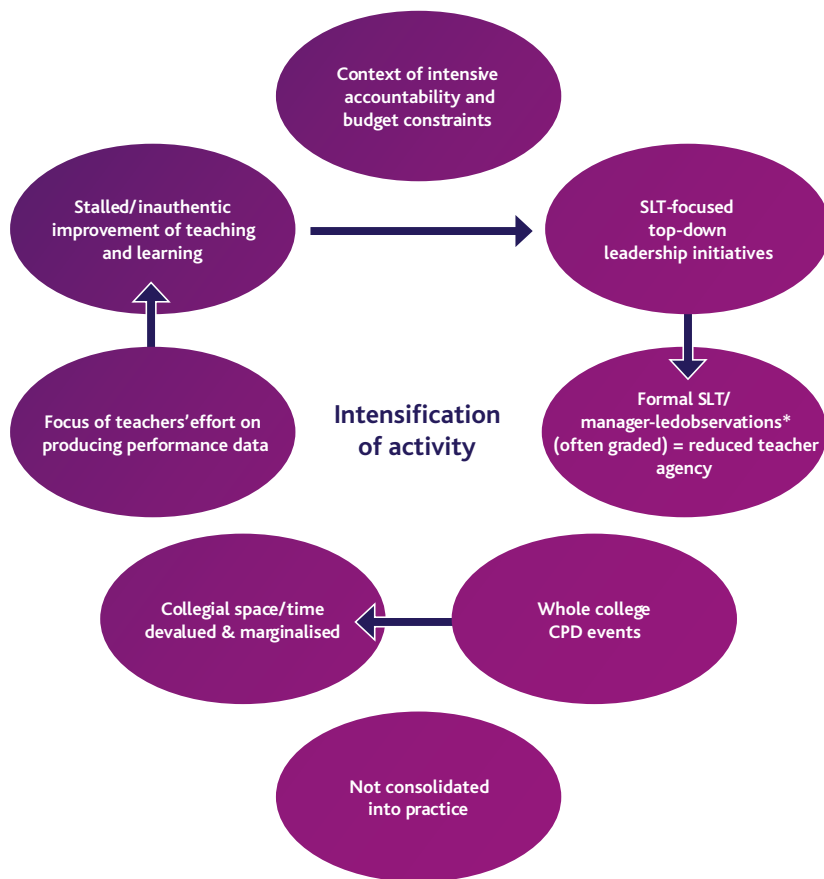 Context of intensive
accountability and
budget constraints
Stalled/inauthentic
improvement of teaching
and learning
SLT-focused
top-down
leadership initiatives
Focus of teachers’effort on
producing performance data
Intensification
of activity
Formal SLT/
manager-ledobservations*
(often graded) = reduced teacher
agency
Collegial space/time
devalued & marginalised
Whole college
CPD events
Not consolidated
into practice